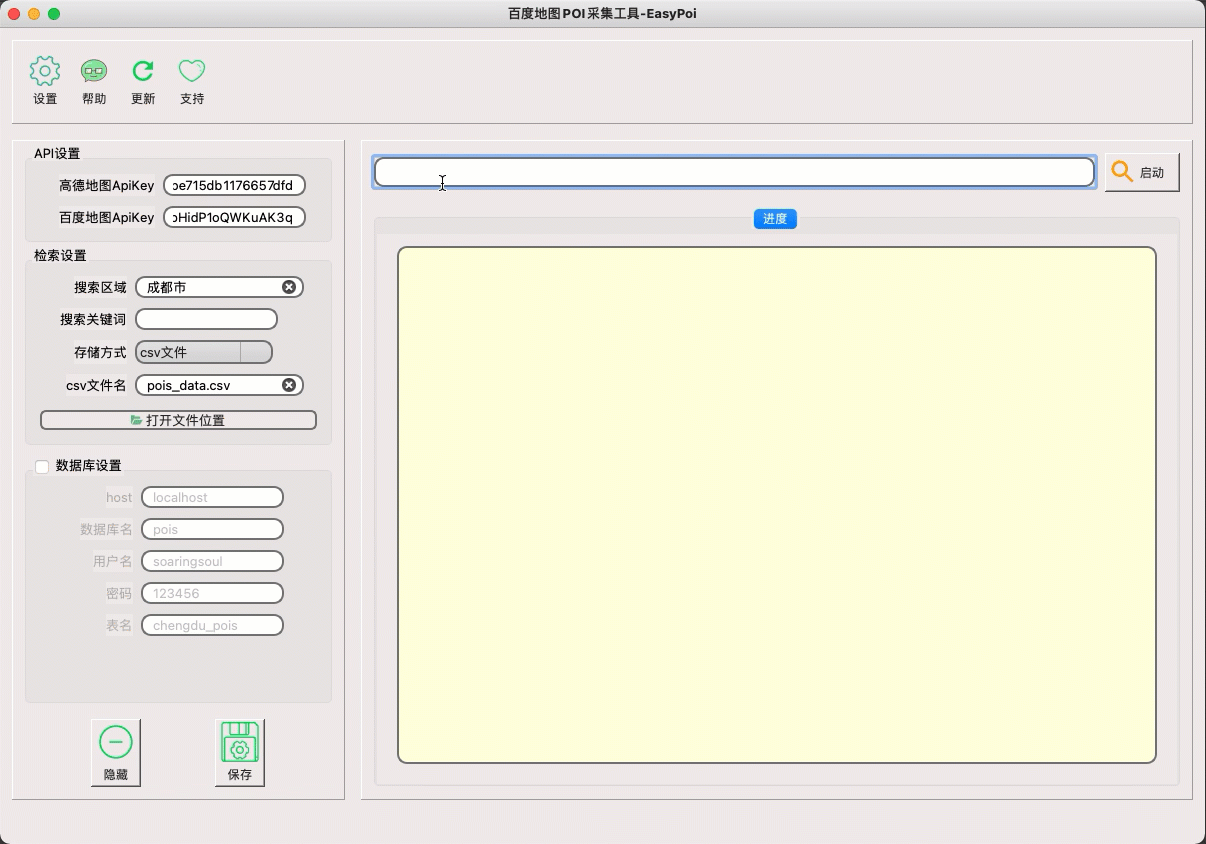 百度地图POI采集工具-EasyPoi
设置 帮助 更新 支持
API设置
高德地图ApiKey be715db1176657dfd
百度地图ApiKey oHidP1oQWKuAK3q
检索设置
搜索区域 成都市
搜索关键词
存储方式 csv文件
csv文件名 pois_data.csv
打开文件位置
数据库设置
host localhost
数据库名 pois
用户名 soaringsoul
密码 123456
表名 chengdu_pois
隐藏 保存
启动
进度